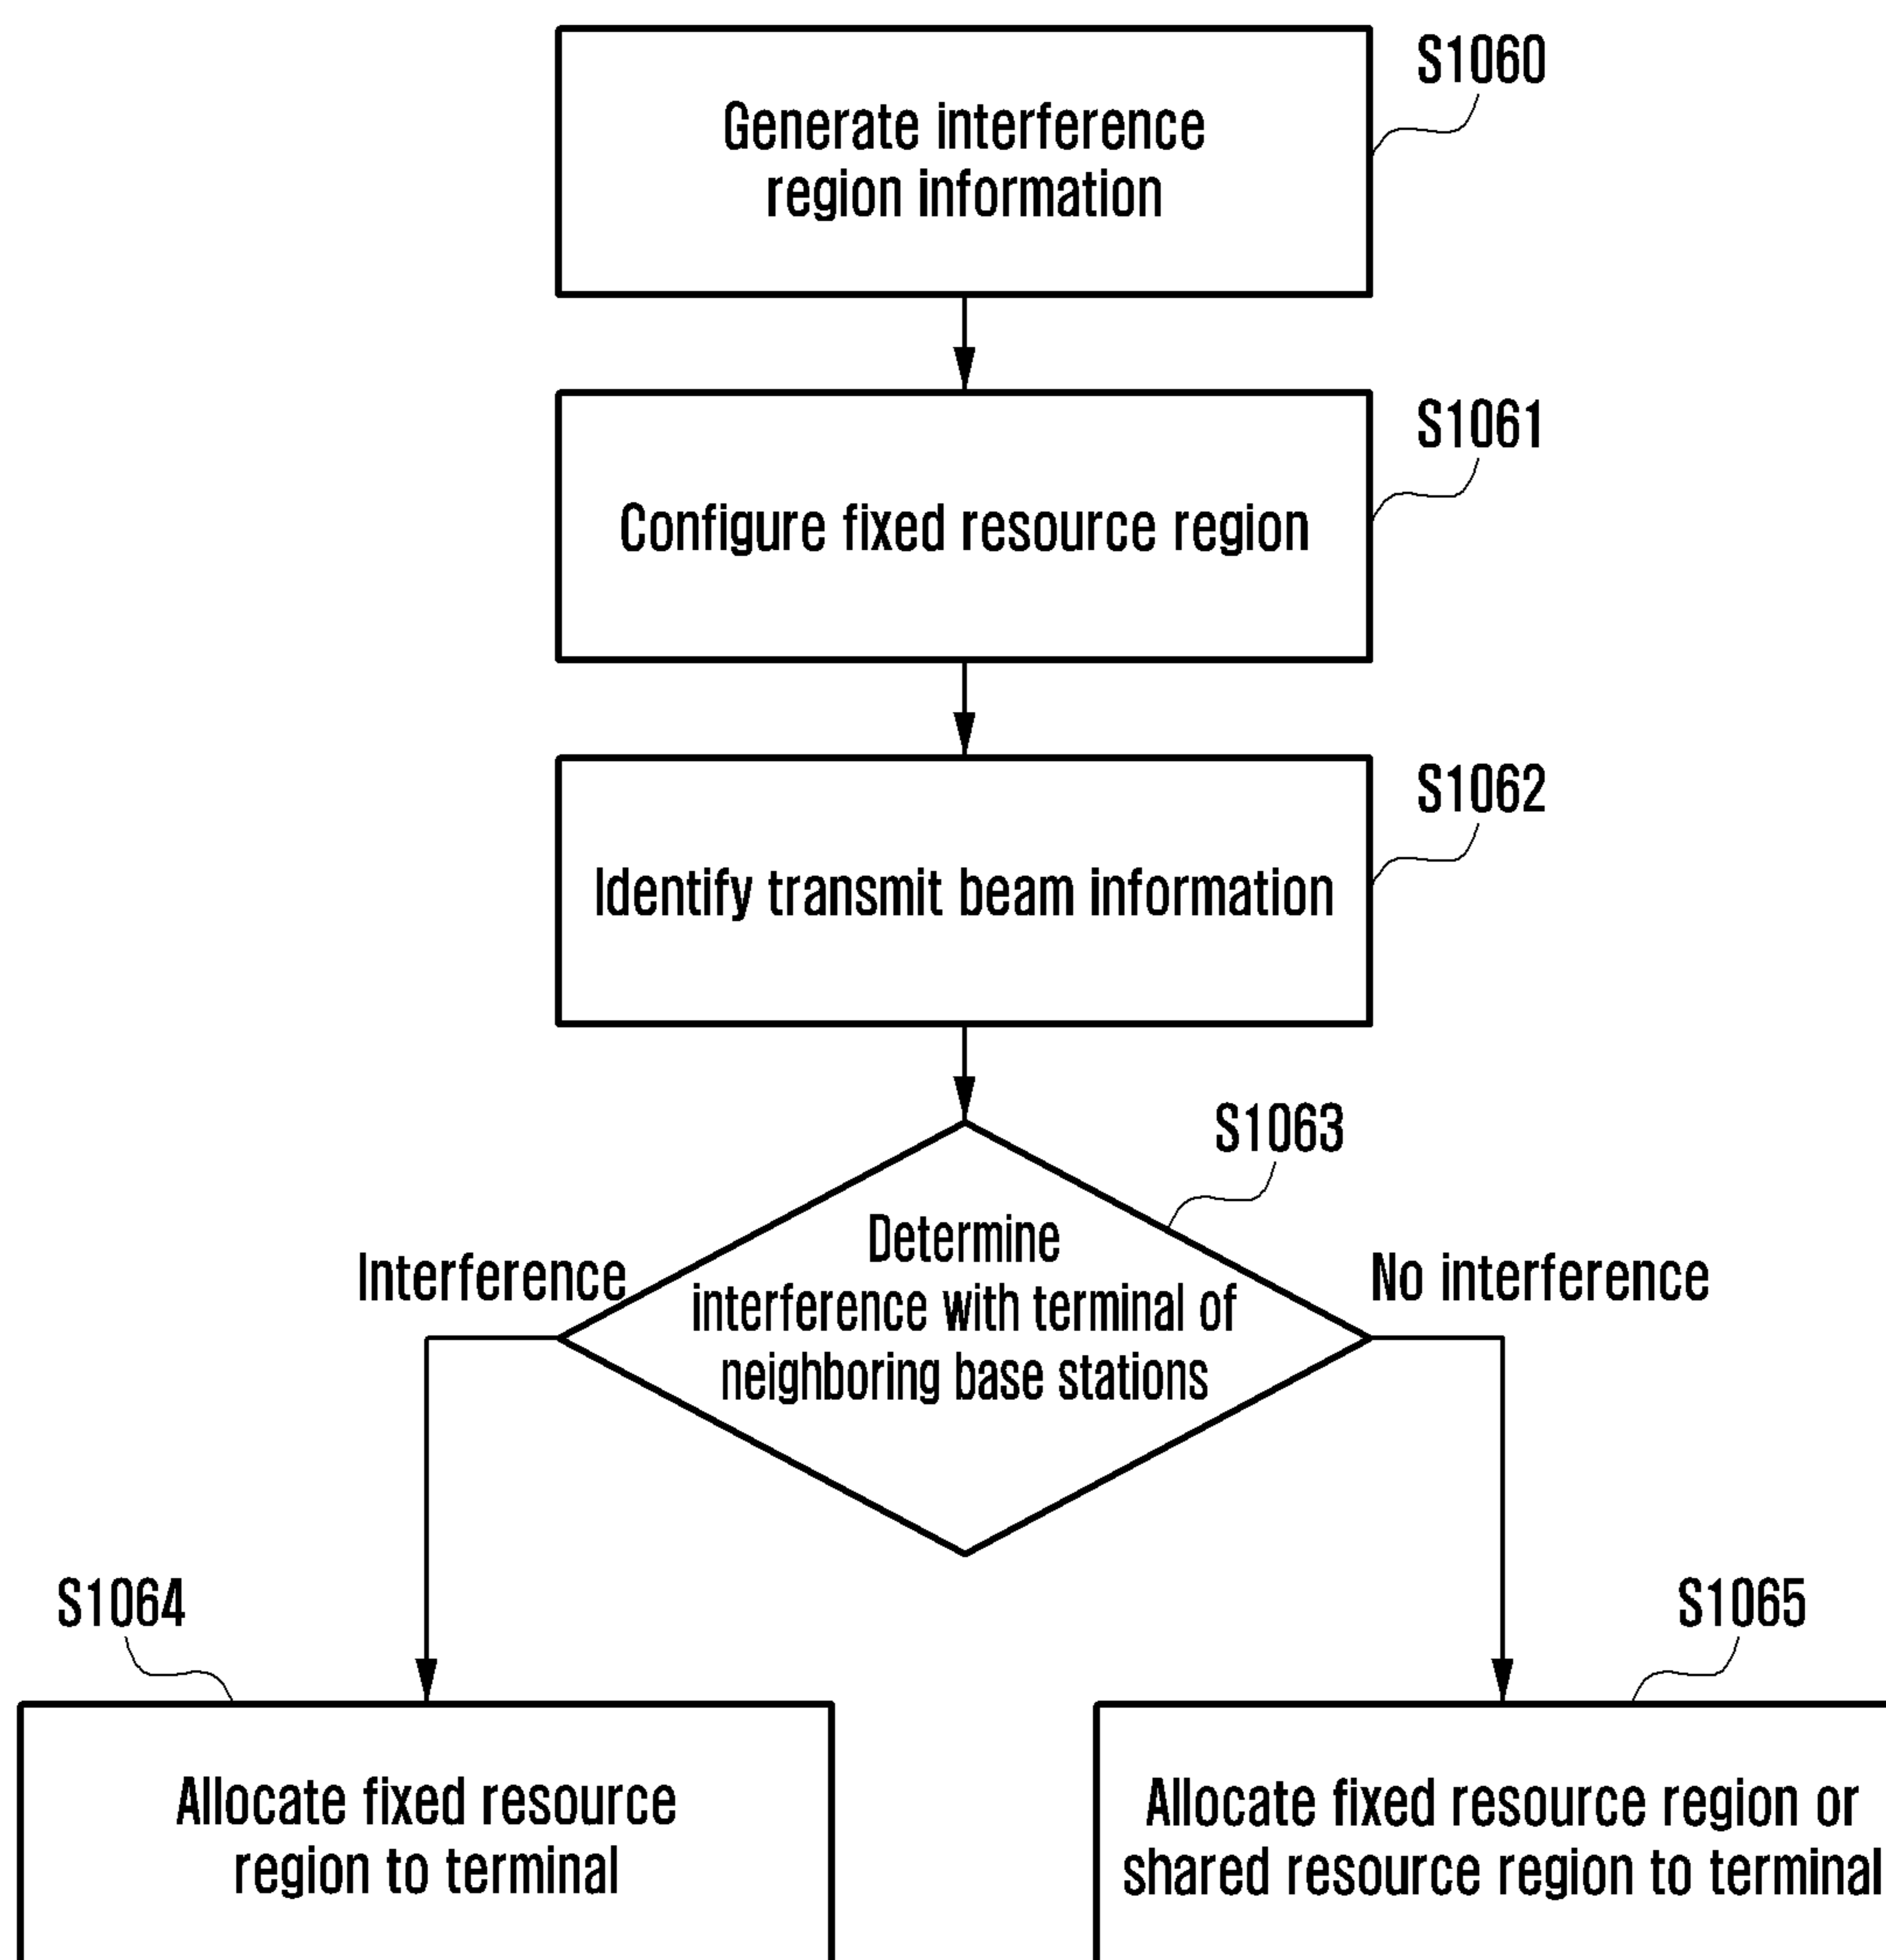 S1060
Generate interference
region information
S1061
Configure fixed resource region
S1062
Identify transmit beam information
S1063
Determine
interference with terminal of
neighboring base stations
Interference
No interference
S1064
Allocate fixed resource
region to terminal
S1065
Allocate fixed resource region or
shared resource region to terminal